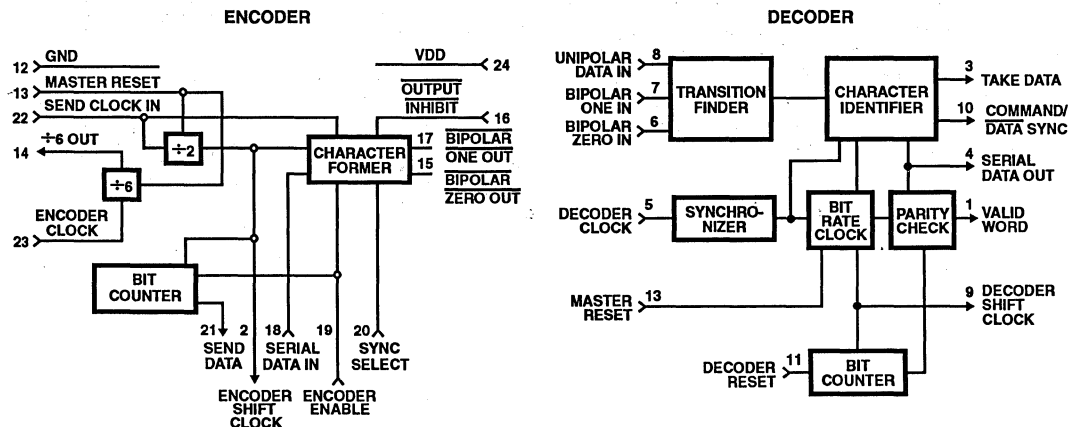 ENCODER
12 GND
13 MASTER RESET
22 SEND CLOCK IN
÷6 OUT
14
÷2
÷6
ENCODER
CLOCK
23
VDD
24
OUTPUT
INHIBIT
16
CHARACTER
FORMER
17 BIPOLAR
ONE OUT
15 BIPOLAR
ZERO OUT
BIT
COUNTER
21 2 18 19 20
SEND
DATA
SERIAL
DATA IN
SYNC
SELECT
ENCODER
SHIFT
CLOCK
ENCODER
ENABLE
DECODER
UNIPOLAR
DATA IN
8
BIPOLAR
ONE IN
7
BIPOLAR
ZERO IN
6
TRANSITION
FINDER
CHARACTER
IDENTIFIER
3
TAKE DATA
10
COMMAND/
DATA SYNC
4
SERIAL
DATA OUT
DECODER
CLOCK
5
SYNCHRO-
NIZER
BIT
RATE
CLOCK
PARITY
CHECK
1
VALID
WORD
MASTER
RESET
13
9
DECODER
SHIFT
CLOCK
DECODER
RESET
11
BIT
COUNTER